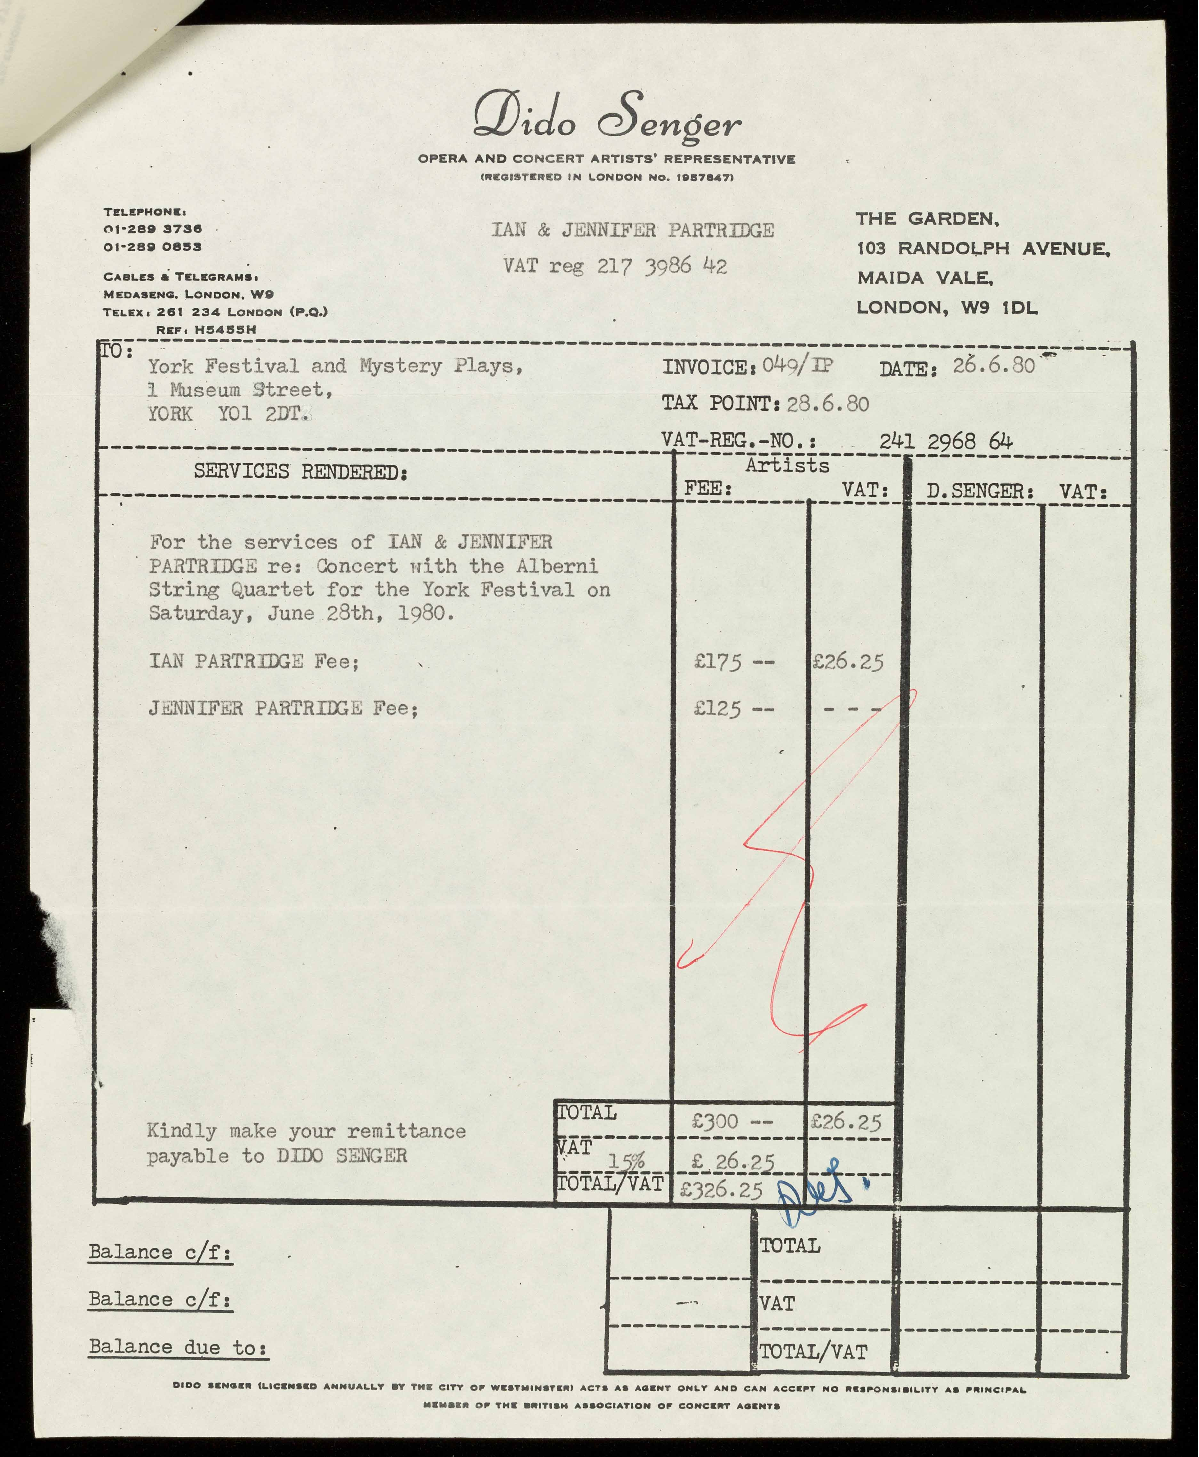 Dido Senger
OPERA AND CONCERT ARTISTS' REPRESENTATIVE
(REGISTERED IN LONDON No. 1987847)
TELEPHONE:
01-289 3736
01-289 0853
CABLES & TELEGRAMS:
MEDASENG, LONDON, W9
TELEX: 261 234 LONDON (P.Q.)
REF: H5455H
IAN & JENNIFER PARTRIDGE
VAT reg 217 3986 42
THE GARDEN,
103 RANDOLPH AVENUE,
MAIDA VALE,
LONDON, W9 1DL
TO:
York Festival and Mystery Plays,
1 Museum Street,
YORK YO1 2DT.
INVOICE: 049/IP DATE: 26.6.80
TAX POINT: 28.6.80
VAT-REG.-NO.: 241 2968 64
SERVICES RENDERED:
Artists
FEE: VAT: D.SENGER: VAT:
For the services of IAN & JENNIFER
PARTRIDGE re: Concert with the Alberni
String Quartet for the York Festival on
Saturday, June 28th, 1980.
IAN PARTRIDGE Fee; £175 -- £26.25
JENNIFER PARTRIDGE Fee; £125 -- - - -
Kindly make your remittance
payable to DIDO SENGER
TOTAL £300 -- £26.25
VAT 15% £ 26.25
TOTAL/VAT £326.25
Balance c/f:
Balance c/f:
Balance due to:
TOTAL
VAT
TOTAL/VAT
DIDO SENGER (LICENSED ANNUALLY BY THE CITY OF WESTMINSTER) ACTS AS AGENT ONLY AND CAN ACCEPT NO RESPONSIBILITY AS PRINCIPAL
MEMBER OF THE BRITISH ASSOCIATION OF CONCERT AGENTS